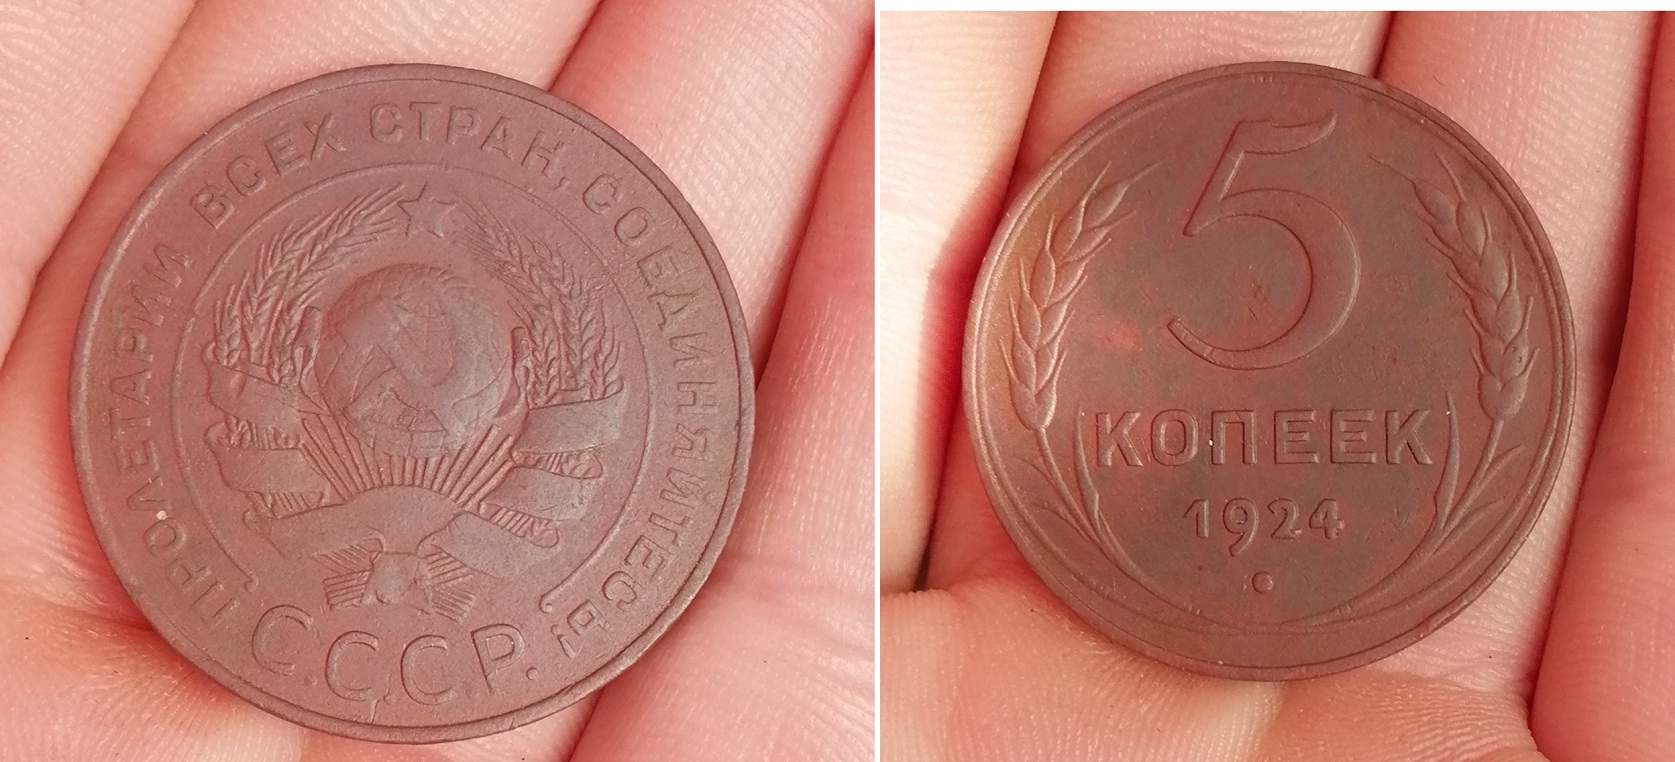 ПРОЛЕТАРИИ ВСЕХ СТРАН, СОЕДИНЯЙТЕСЬ!
С.С.С.Р.
5
КОПЕЕК
1924